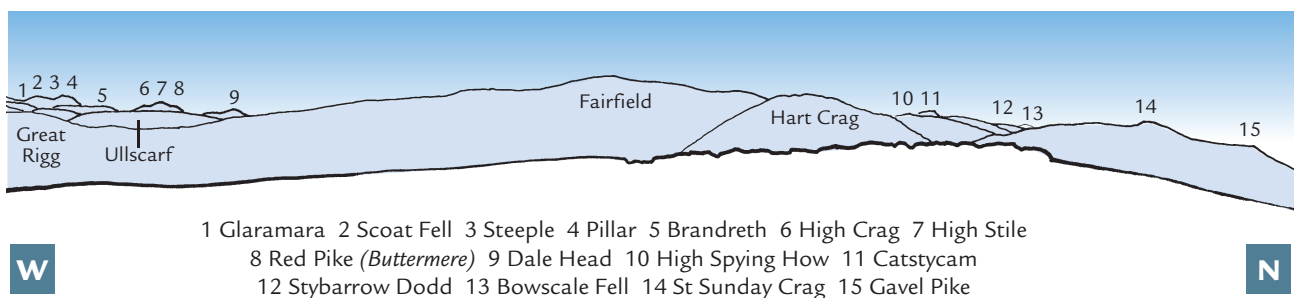 1 2 3 4 5 6 7 8 9 10 11 12 13 14 15
Fairfield
Hart Crag
Great
Rigg
Ullscarf
1 Glaramara 2 Scoat Fell 3 Steeple 4 Pillar 5 Brandreth 6 High Crag 7 High Stile
8 Red Pike (Buttermere) 9 Dale Head 10 High Spying How 11 Catstycam
12 Stybarrow Dodd 13 Bowscale Fell 14 St Sunday Crag 15 Gavel Pike
W
N